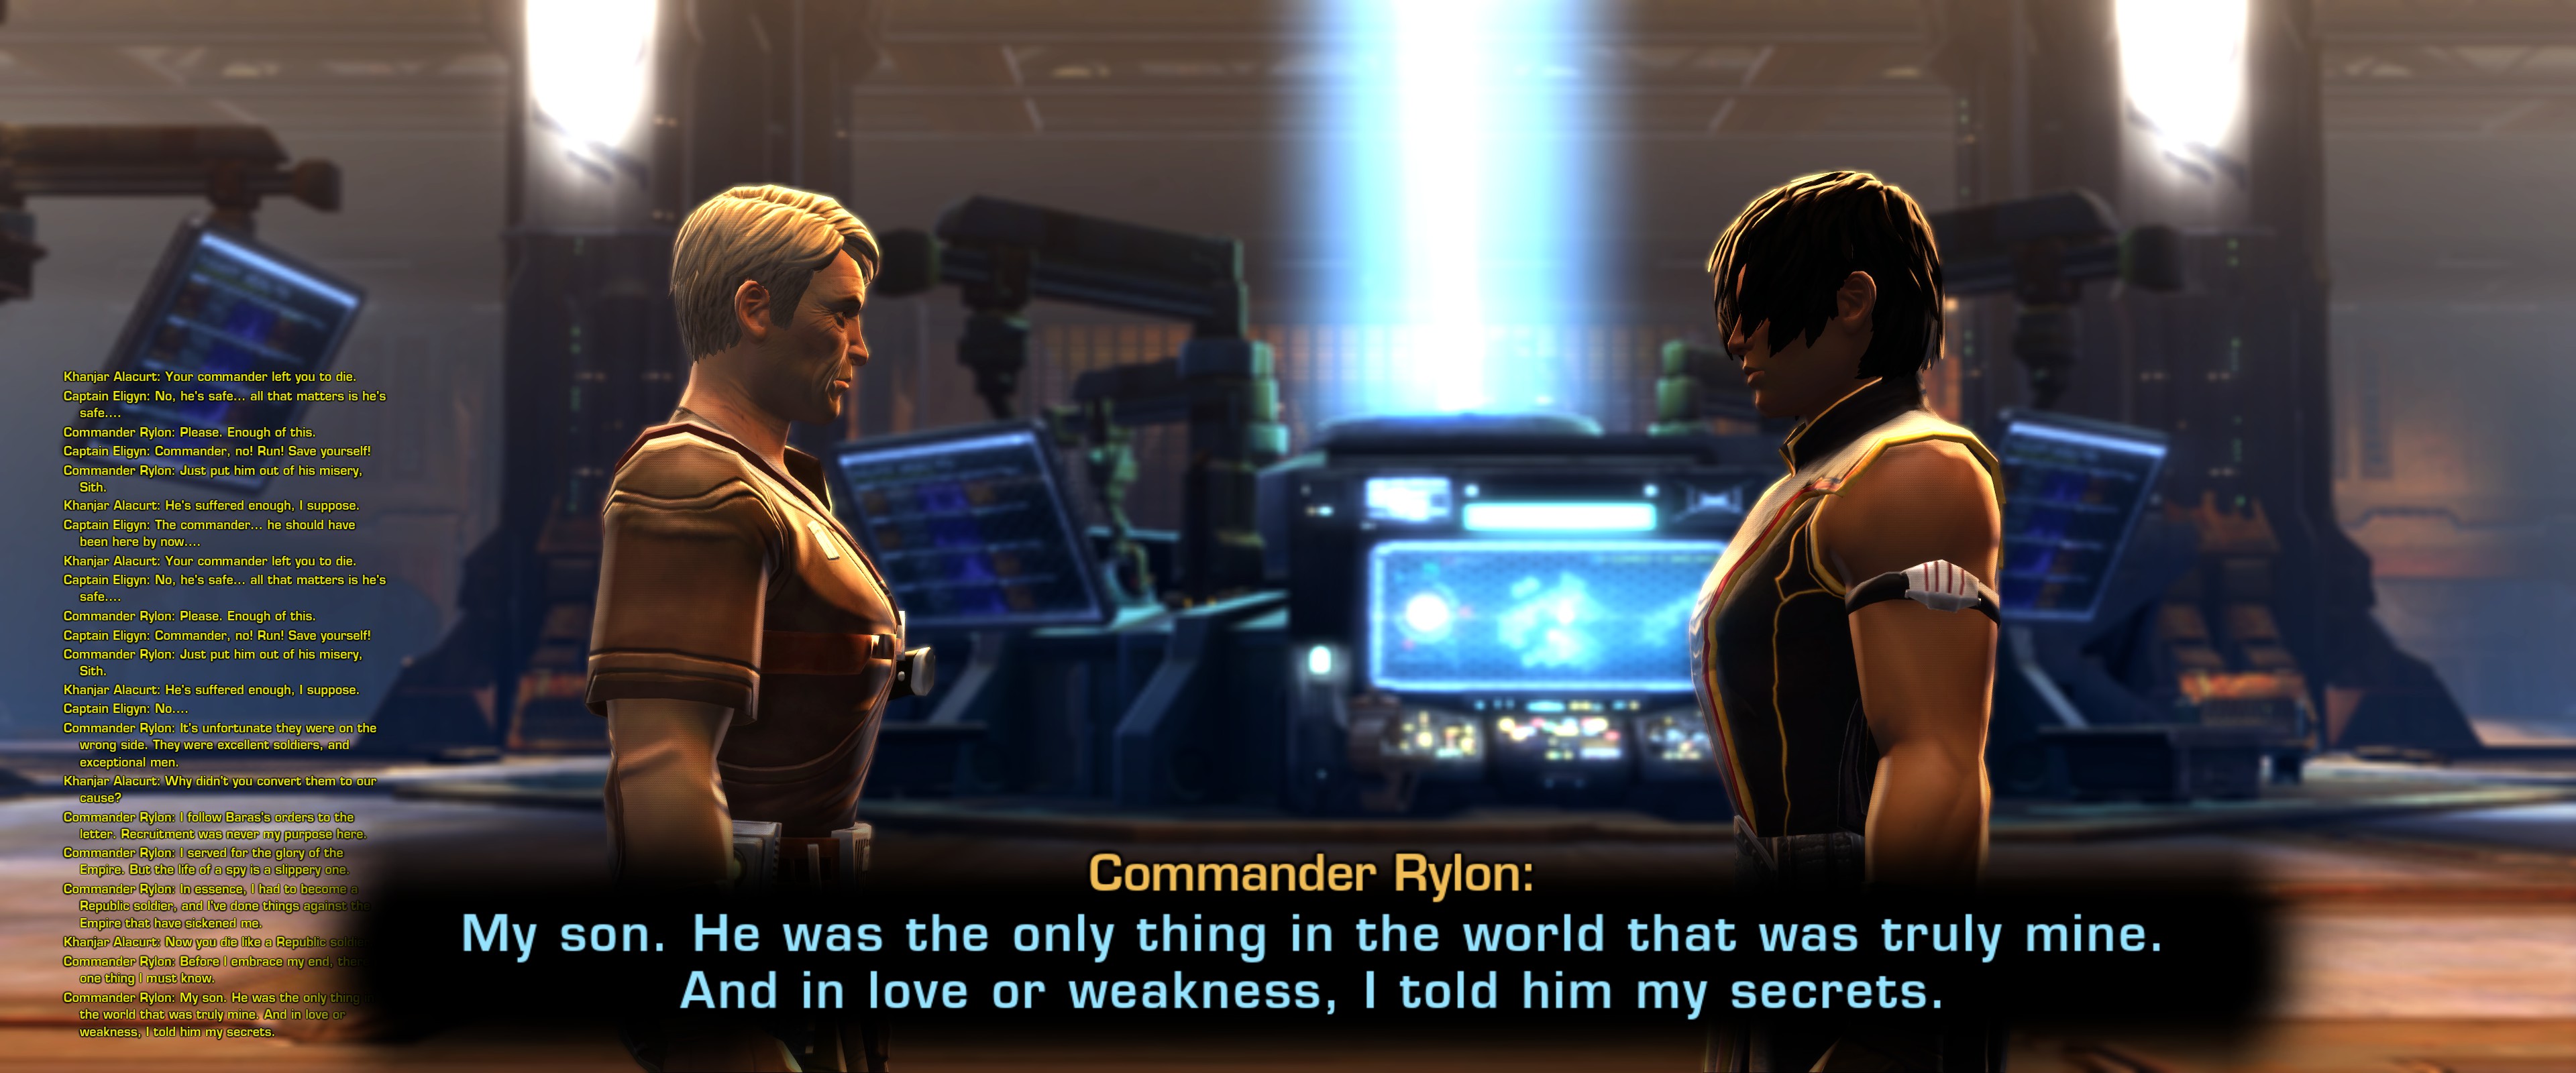 Khanjar Alacurt: Your commander left you to die.
Captain Eligyn: No, he's safe... all that matters is he's
safe....
Commander Rylon: Please. Enough of this.
Captain Eligyn: Commander, no! Run! Save yourself!
Commander Rylon: Just put him out of his misery,
Sith.
Khanjar Alacurt: He's suffered enough, I suppose.
Captain Eligyn: The commander... he should have
been here by now....
Khanjar Alacurt: Your commander left you to die.
Captain Eligyn: No, he's safe... all that matters is he's
safe....
Commander Rylon: Please. Enough of this.
Captain Eligyn: Commander, no! Run! Save yourself!
Commander Rylon: Just put him out of his misery,
Sith.
Khanjar Alacurt: He's suffered enough, I suppose.
Captain Eligyn: No....
Commander Rylon: It's unfortunate they were on the
wrong side. They were excellent soldiers, and
exceptional men.
Khanjar Alacurt: Why didn't you convert them to our
cause?
Commander Rylon: I follow Baras's orders to the
letter. Recruitment was never my purpose here.
Commander Rylon: I served for the glory of the
Empire. But the life of a spy is a slippery one.
Commander Rylon: In essence, I had to become a
Republic soldier, and I've done things against the
Empire that have sickened me.
Khanjar Alacurt: Now you die like a Republic
Commander Rylon: Before I embrace my end,
one thing I must know.
Commander Rylon: My son. He was the only thing
the world that was truly mine. And in love or
weakness, I told him my secrets.
Commander Rylon:
My son. He was the only thing in the world that was truly mine.
And in love or weakness, I told him my secrets.